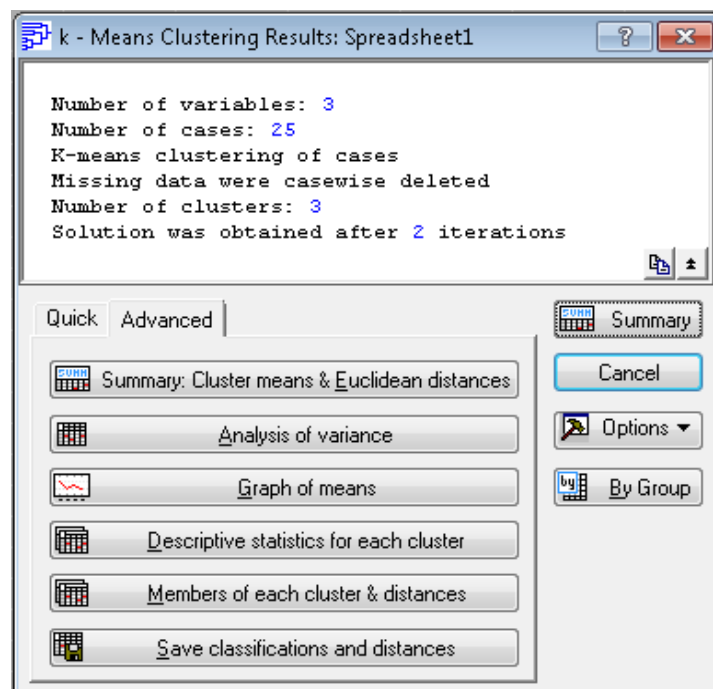 k - Means Clustering Results: Spreadsheet1
Number of variables: 3
Number of cases: 25
K-means clustering of cases
Missing data were casewise deleted
Number of clusters: 3
Solution was obtained after 2 iterations
Quick Advanced
Summary: Cluster means & Euclidean distances
Analysis of variance
Graph of means
Descriptive statistics for each cluster
Members of each cluster & distances
Save classifications and distances
Summary
Cancel
Options
By Group